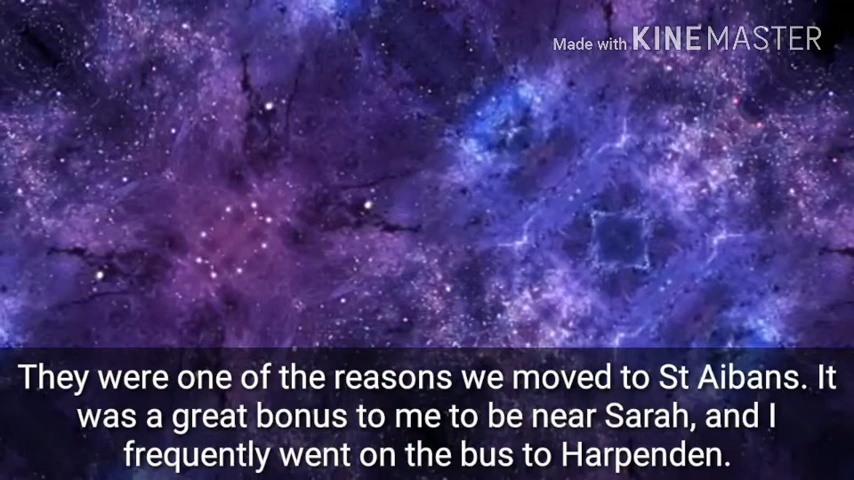 Made with KINEMASTER
They were one of the reasons we moved to St Aibans. It
was a great bonus to me to be near Sarah, and I
frequently went on the bus to Harpenden.